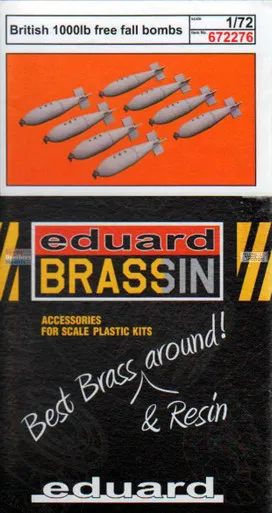 British 1000lb free fall bombs
scale
1/72
Item No.
672276
eduard
BRASSIN
ACCESSORIES
FOR SCALE PLASTIC KITS
Best Brass around!
& Resin
eduard